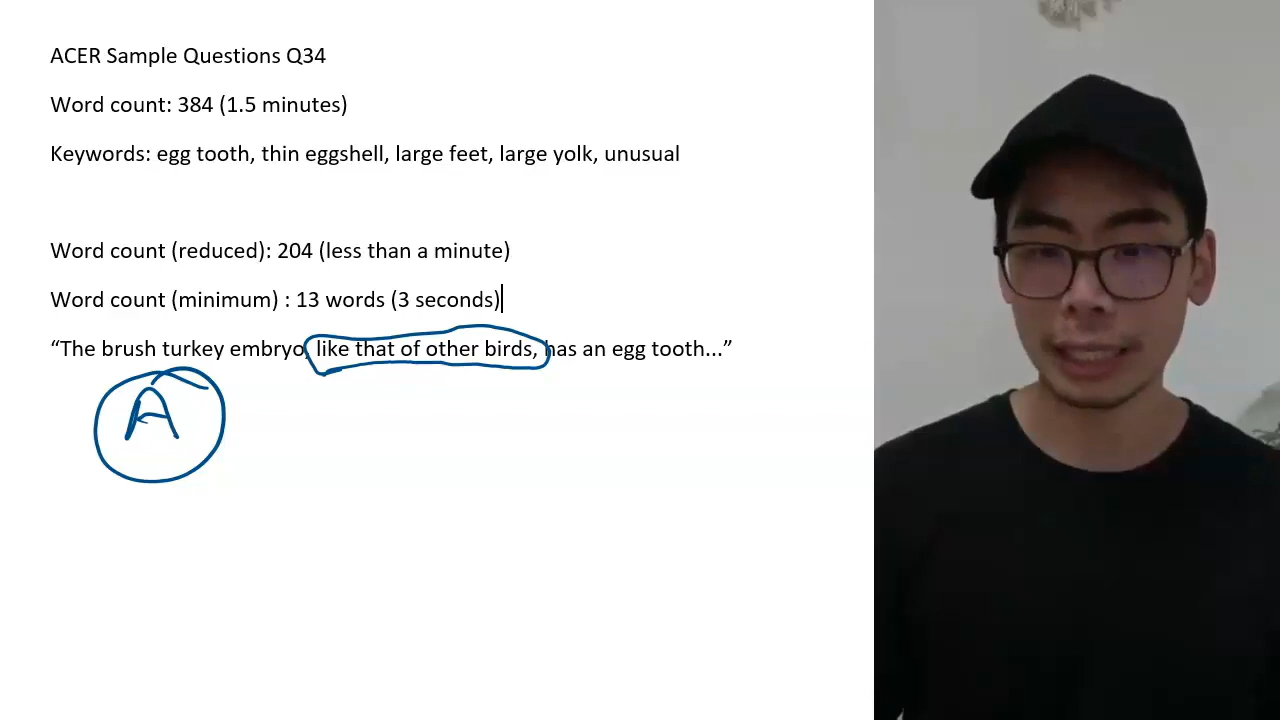 ACER Sample Questions Q34
Word count: 384 (1.5 minutes)
Keywords: egg tooth, thin eggshell, large feet, large yolk, unusual
Word count (reduced): 204 (less than a minute)
Word count (minimum) : 13 words (3 seconds)
“The brush turkey embryo, like that of other birds, has an egg tooth...”
A